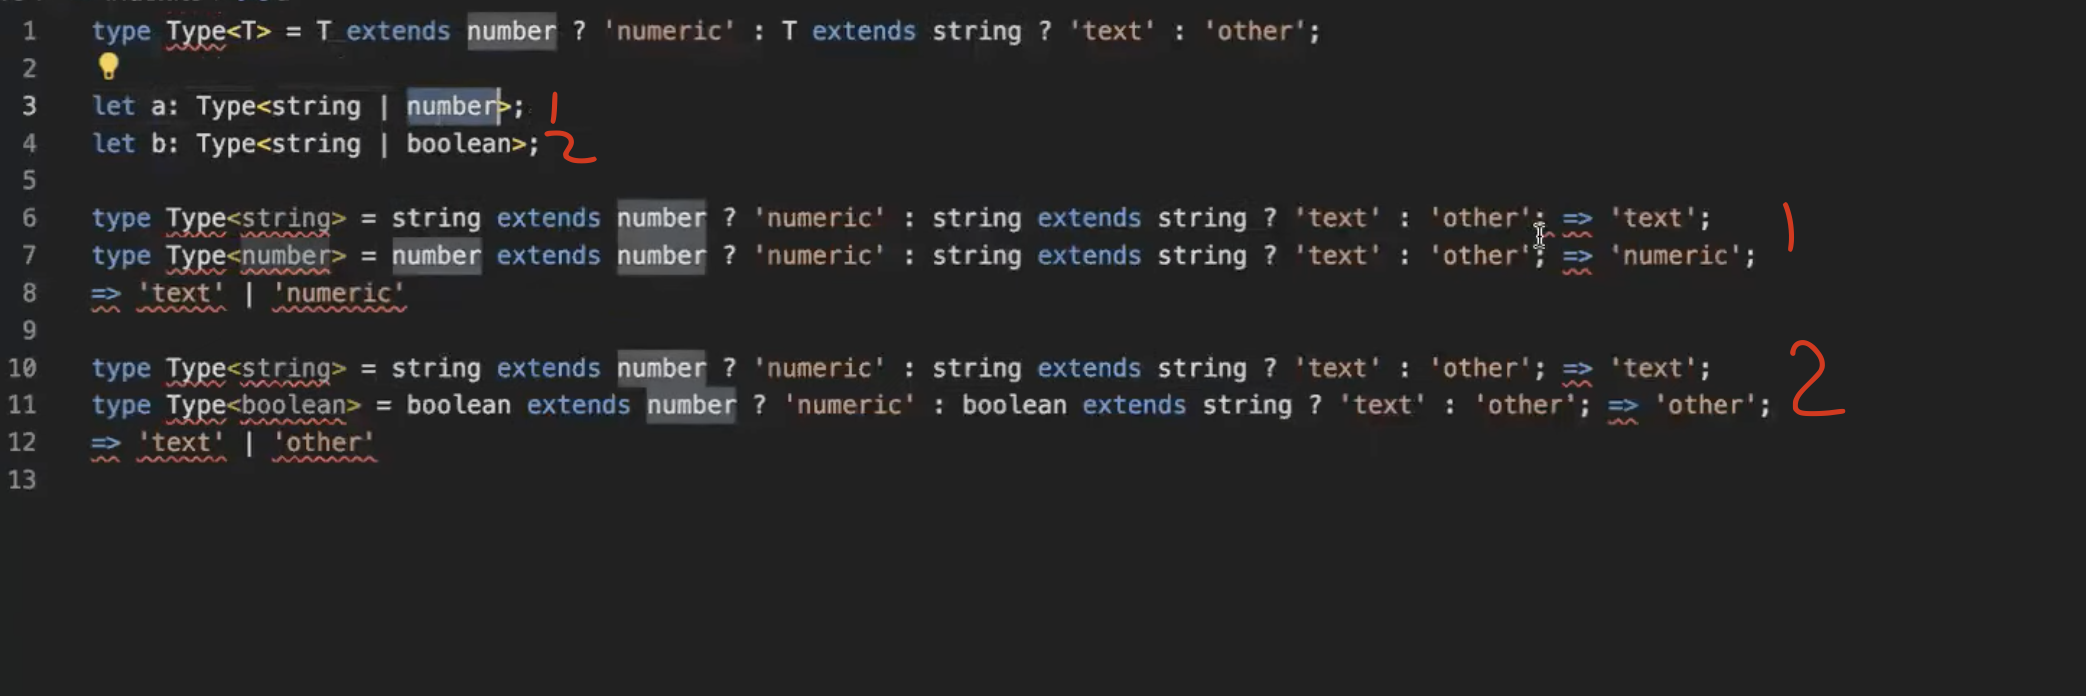 1 type Type<T> = T extends number ? 'numeric' : T extends string ? 'text' : 'other';
2
3 let a: Type<string | number>; 1
4 let b: Type<string | boolean>; 2
5
6 type Type<string> = string extends number ? 'numeric' : string extends string ? 'text' : 'other'; => 'text'; 1
7 type Type<number> = number extends number ? 'numeric' : string extends string ? 'text' : 'other'; => 'numeric';
8 => 'text' | 'numeric'
9
10 type Type<string> = string extends number ? 'numeric' : string extends string ? 'text' : 'other'; => 'text'; 2
11 type Type<boolean> = boolean extends number ? 'numeric' : boolean extends string ? 'text' : 'other'; => 'other';
12 => 'text' | 'other'
13